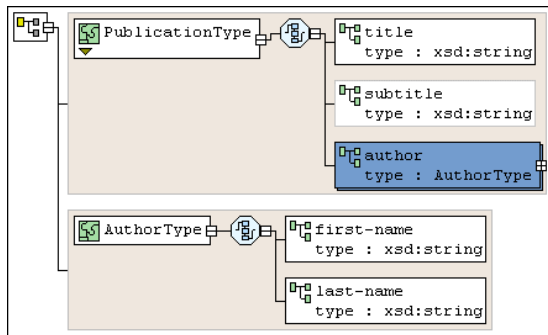 PublicationType
title
type : xsd:string
subtitle
type : xsd:string
author
type : AuthorType
AuthorType
first-name
type : xsd:string
last-name
type : xsd:string